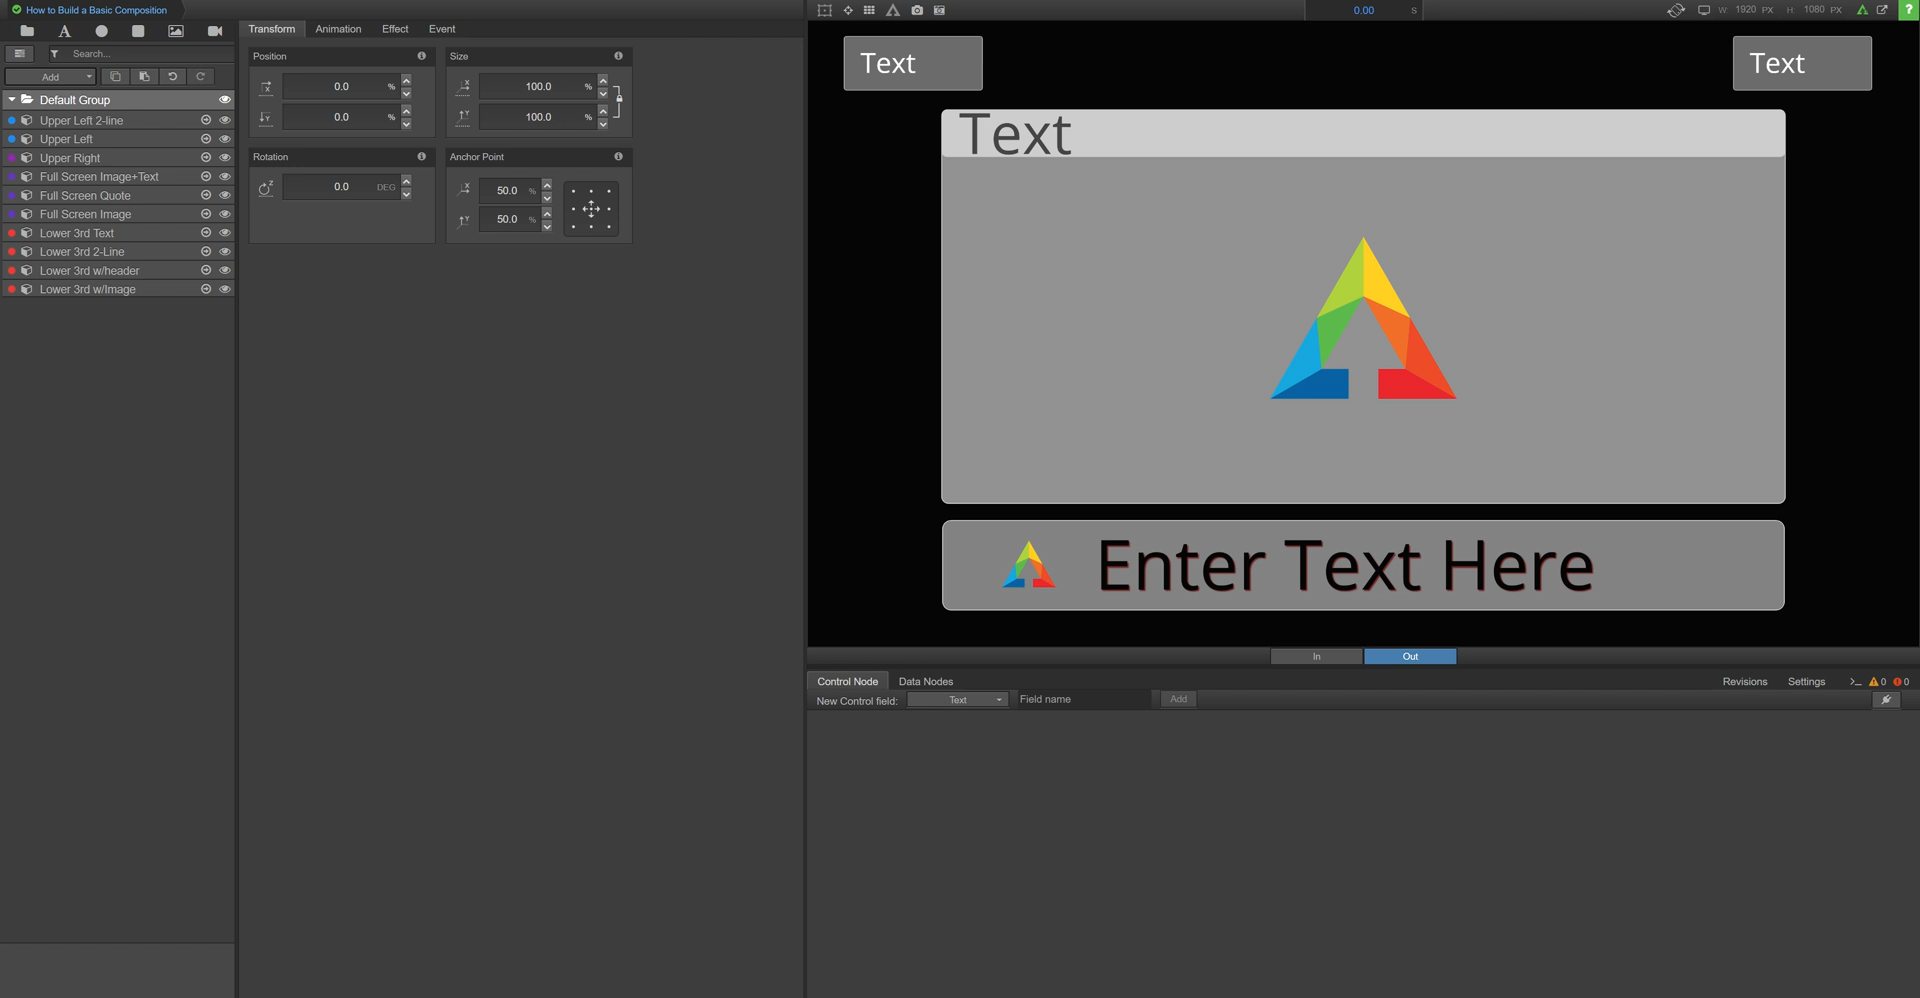 How to Build a Basic Composition
Search...
Add
Default Group
Upper Left 2-line
Upper Left
Upper Right
Full Screen Image+Text
Full Screen Quote
Full Screen Image
Lower 3rd Text
Lower 3rd 2-Line
Lower 3rd w/header
Lower 3rd w/Image
Transform Animation Effect Event
Position
X 0.0 %
Y 0.0 %
Size
X 100.0 %
Y 100.0 %
Rotation
Z 0.0 DEG
Anchor Point
X 50.0 %
Y 50.0 %
0.00 S
W: 1920 PX H: 1080 PX
?
Text
Text
Text
Enter Text Here
In Out
Control Node Data Nodes
Revisions Settings >_ 0 0
New Control field: Text Field name Add